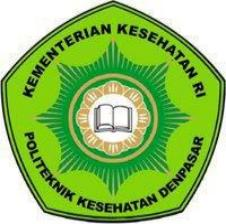 KEMENTERIAN KESEHATAN RI
POLITEKNIK KESEHATAN DENPASAR